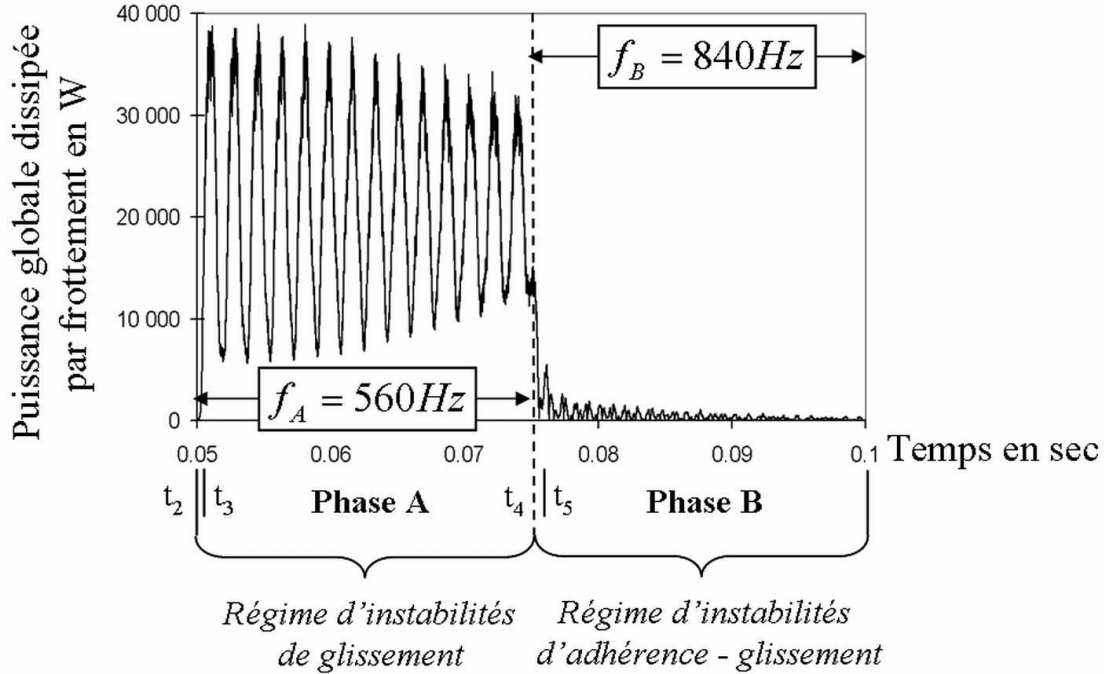 Puissance globale dissipée
par frottement en W
40 000
30 000
20 000
10 000
0
f_B = 840Hz
f_A = 560Hz
0.05
0.06
0.07
0.08
0.09
0.1
Temps en sec
t₂
t₃
Phase A
t₄
t₅
Phase B
Régime d'instabilités
de glissement
Régime d'instabilités
d'adhérence - glissement